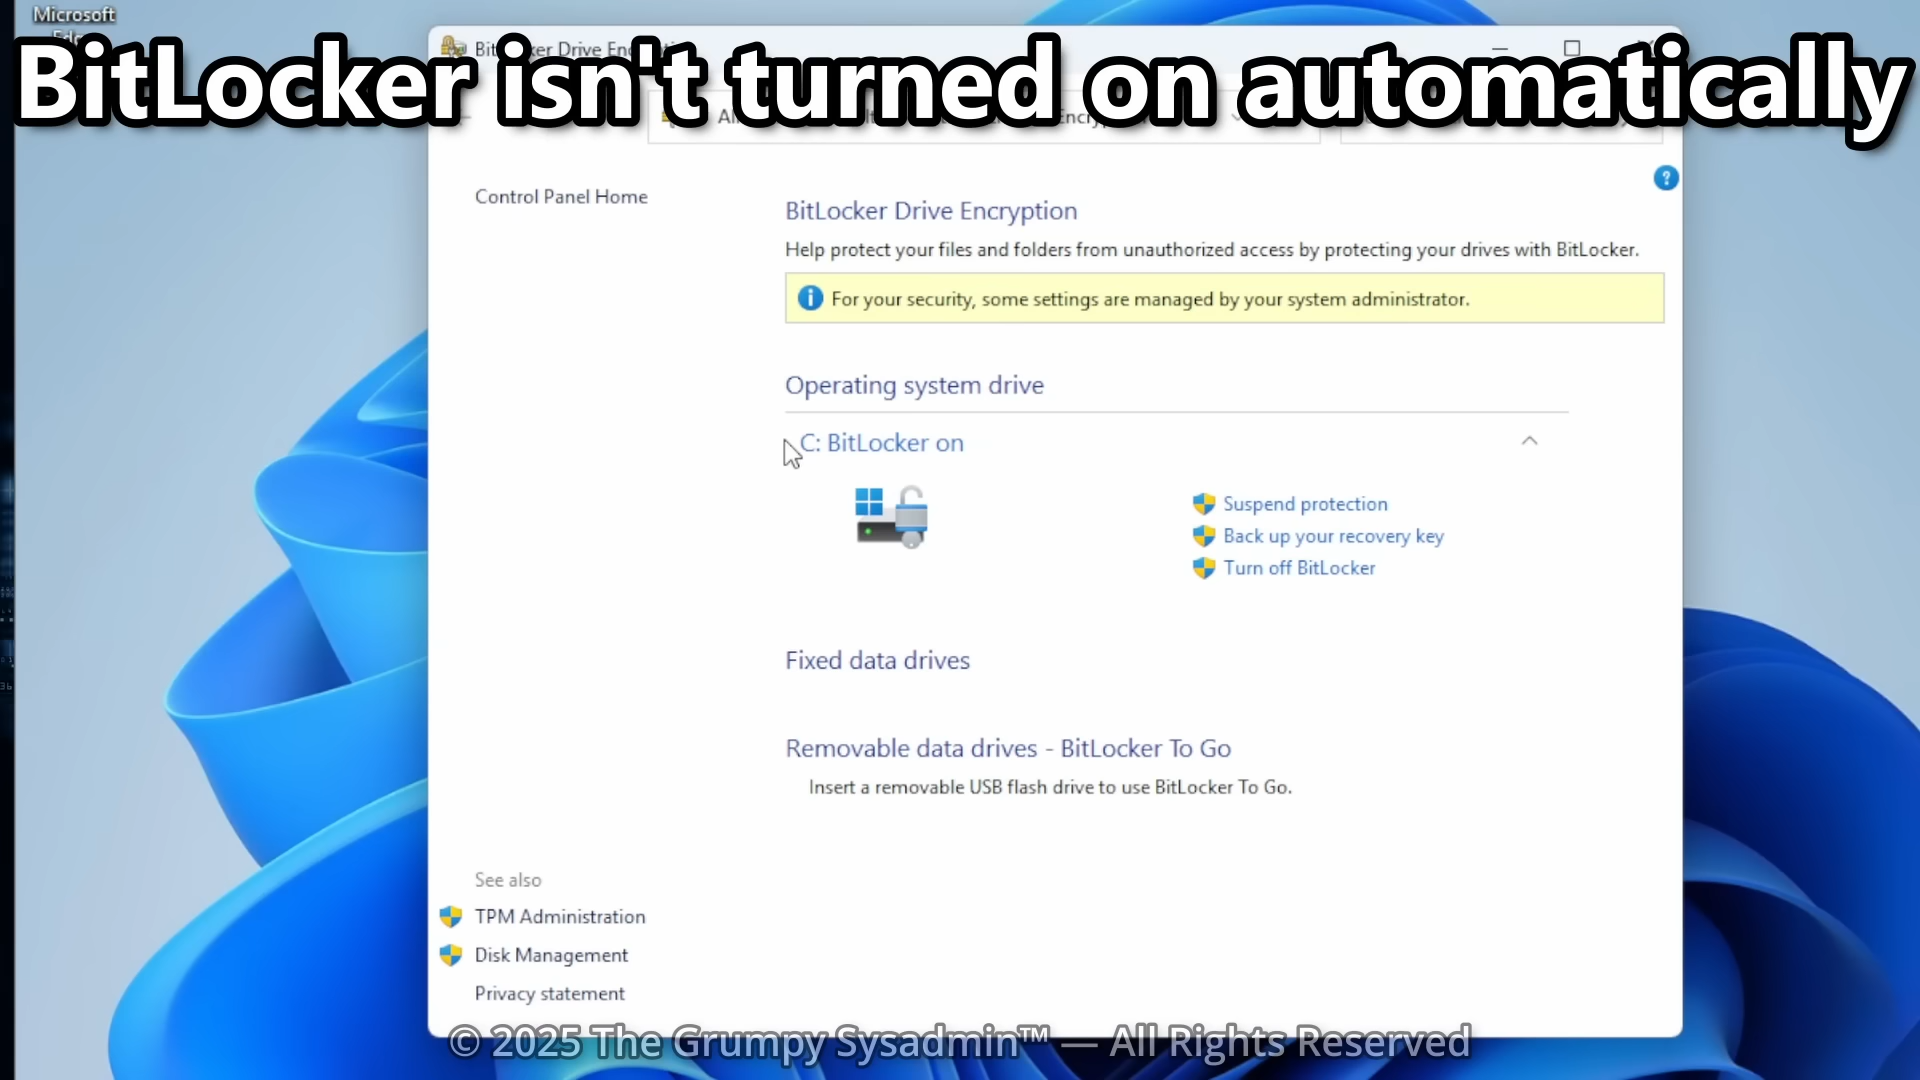 Microsoft
BitLocker isn't turned on automatically
Control Panel Home
BitLocker Drive Encryption
Help protect your files and folders from unauthorized access by protecting your drives with BitLocker.
For your security, some settings are managed by your system administrator.
Operating system drive
C: BitLocker on
Suspend protection
Back up your recovery key
Turn off BitLocker
Fixed data drives
Removable data drives - BitLocker To Go
Insert a removable USB flash drive to use BitLocker To Go.
See also
TPM Administration
Disk Management
Privacy statement
© 2025 The Grumpy Sysadmin™ — All Rights Reserved